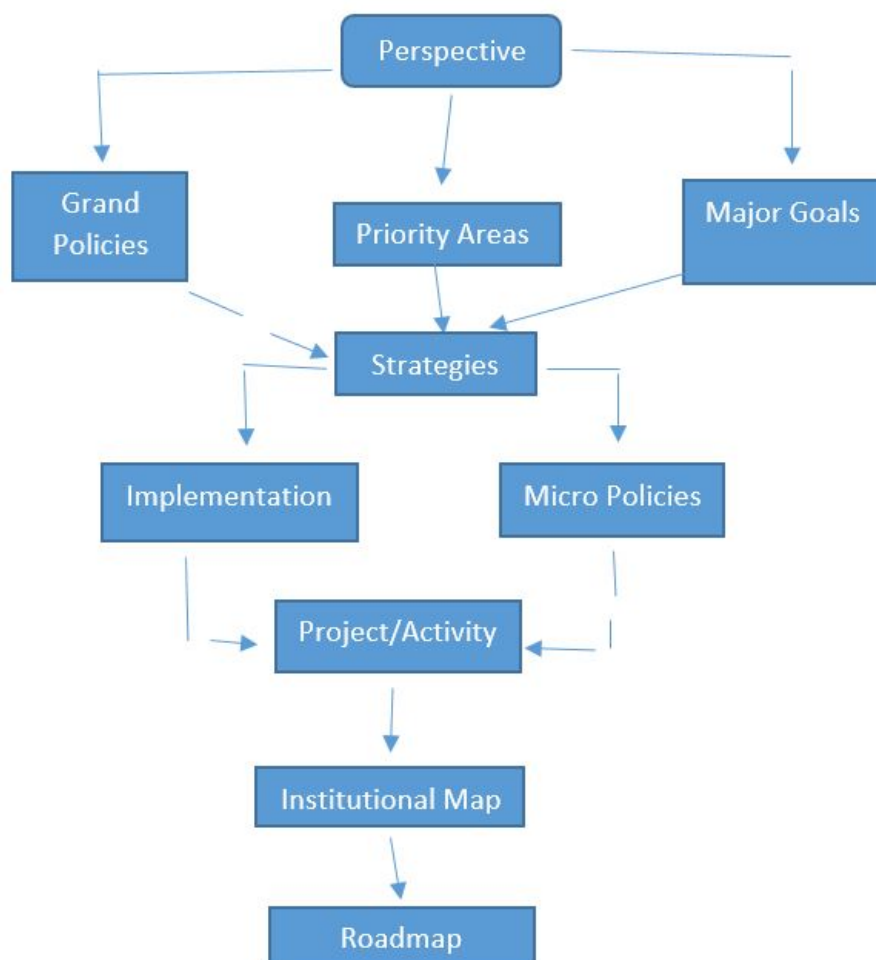 Perspective
Grand
Policies
Priority Areas
Major Goals
Strategies
Implementation
Micro Policies
Project/Activity
Institutional Map
Roadmap